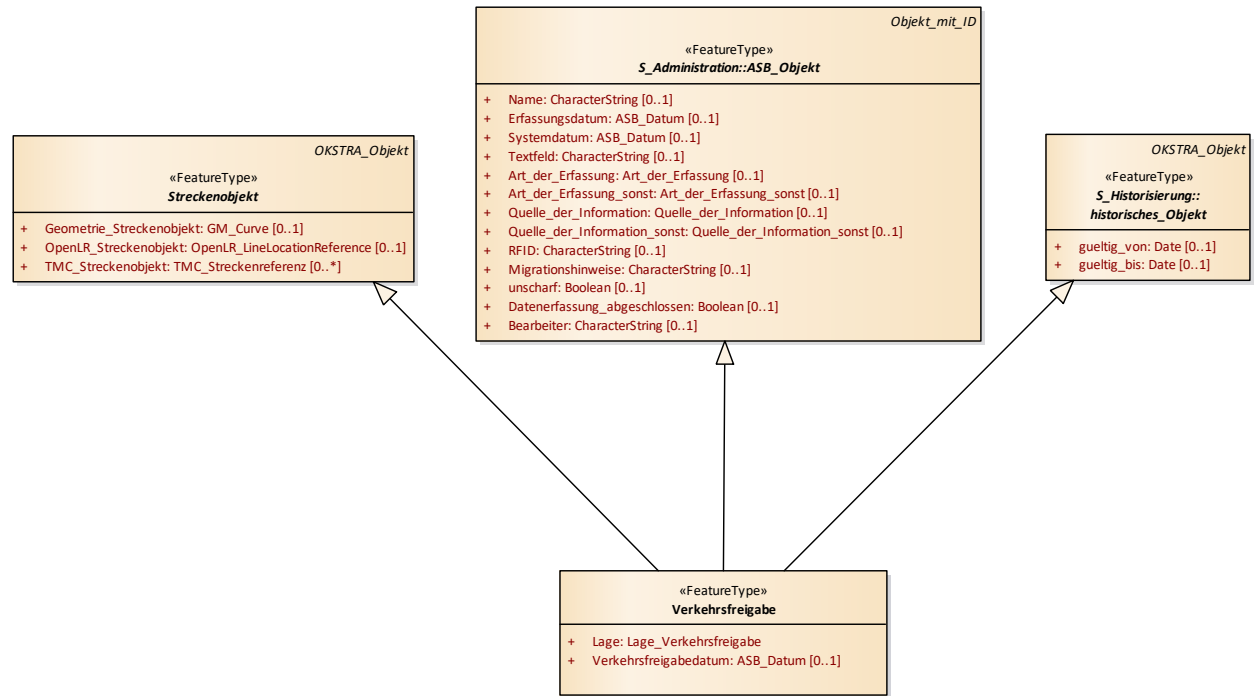 OKSTRA_Objekt
«FeatureType»
Streckenobjekt
+ Geometrie_Streckenobjekt: GM_Curve [0..1]
+ OpenLR_Streckenobjekt: OpenLR_LineLocationReference [0..1]
+ TMC_Streckenobjekt: TMC_Streckenreferenz [0..*]
Objekt_mit_ID
«FeatureType»
S_Administration::ASB_Objekt
+ Name: CharacterString [0..1]
+ Erfassungsdatum: ASB_Datum [0..1]
+ Systemdatum: ASB_Datum [0..1]
+ Textfeld: CharacterString [0..1]
+ Art_der_Erfassung: Art_der_Erfassung [0..1]
+ Art_der_Erfassung_sonst: Art_der_Erfassung_sonst [0..1]
+ Quelle_der_Information: Quelle_der_Information [0..1]
+ Quelle_der_Information_sonst: Quelle_der_Information_sonst [0..1]
+ RFID: CharacterString [0..1]
+ Migrationshinweise: CharacterString [0..1]
+ unscharf: Boolean [0..1]
+ Datenerfassung_abgeschlossen: Boolean [0..1]
+ Bearbeiter: CharacterString [0..1]
OKSTRA_Objekt
«FeatureType»
S_Historisierung::
historisches_Objekt
+ gueltig_von: Date [0..1]
+ gueltig_bis: Date [0..1]
«FeatureType»
Verkehrsfreigabe
+ Lage: Lage_Verkehrsfreigabe
+ Verkehrsfreigabedatum: ASB_Datum [0..1]